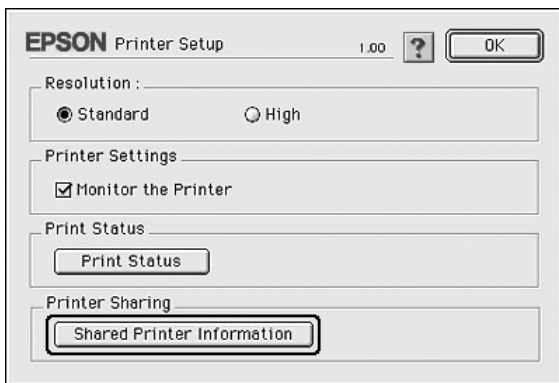 EPSON Printer Setup 1.00 ? OK
Resolution :
Standard High
Printer Settings
Monitor the Printer
Print Status
Print Status
Printer Sharing
Shared Printer Information